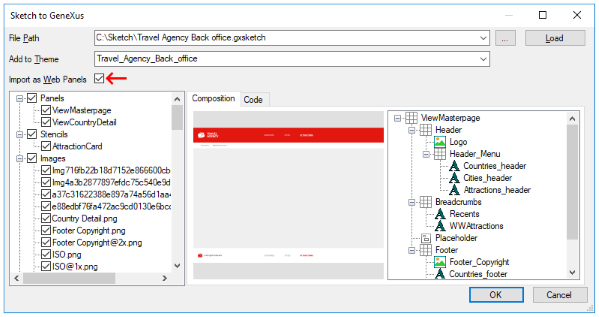 Sketch to GeneXus
File Path
C:\Sketch\Travel Agency Back office.gxsketch
...
Load
Add to Theme
Travel_Agency_Back_office
Import as Web Panels
Panels
ViewMasterpage
ViewCountryDetail
Stencils
AttractionCard
Images
Img716fb22b18d7152e866600cb
Img4a3b2877897efdc75c540e9d
a37c31622388e897a74a56d1aa4
e88edbf76fa472ac9cd0130e6bcc
Country Detail.png
Footer Copyright.png
Footer Copyright@2x.png
ISO.png
ISO@1x.png
Composition
Code
ViewMasterpage
Header
Logo
Header_Menu
Countries_header
Cities_header
Attractions_header
Breadcrumbs
Recents
WWAttractions
Placeholder
Footer
Footer_Copyright
Countries_footer
OK
Cancel